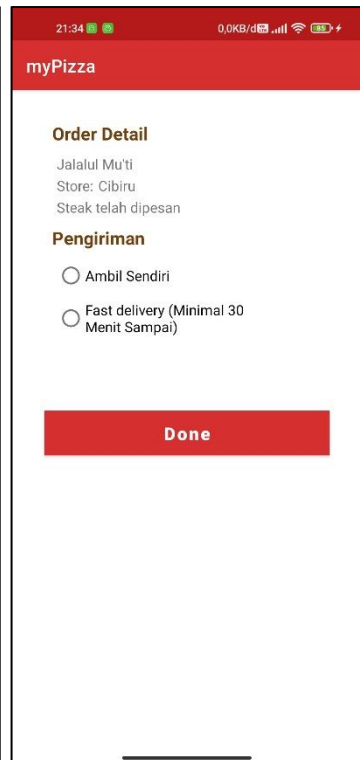 21:34 0,0KB/d 85
myPizza
Order Detail
Jalalul Mu'ti
Store: Cibiru
Steak telah dipesan
Pengiriman
Ambil Sendiri
Fast delivery (Minimal 30
Menit Sampai)
Done